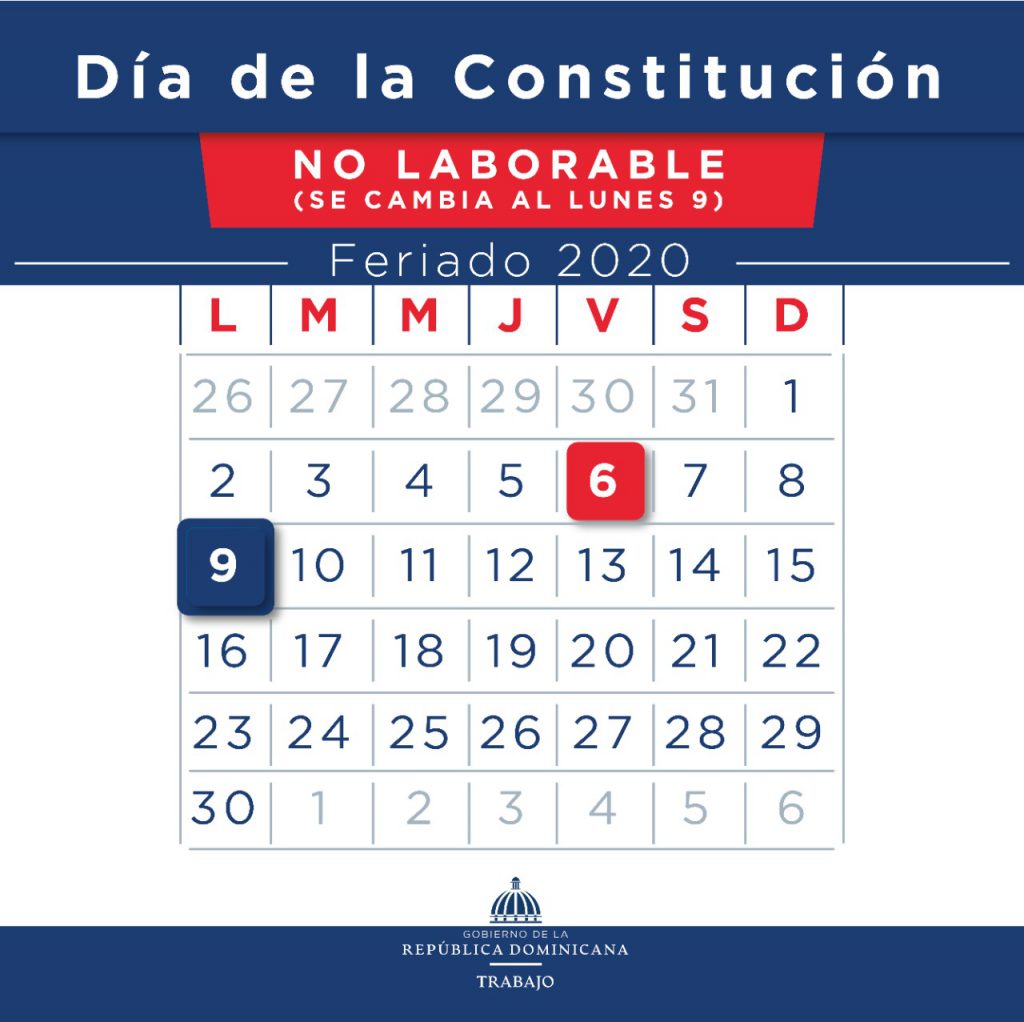 Día de la Constitución
NO LABORABLE
(SE CAMBIA AL LUNES 9)
Feriado 2020
L M M J V S D
26 27 28 29 30 31 1
2 3 4 5 6 7 8
9 10 11 12 13 14 15
16 17 18 19 20 21 22
23 24 25 26 27 28 29
30 1 2 3 4 5 6
GOBIERNO DE LA
REPÚBLICA DOMINICANA
TRABAJO